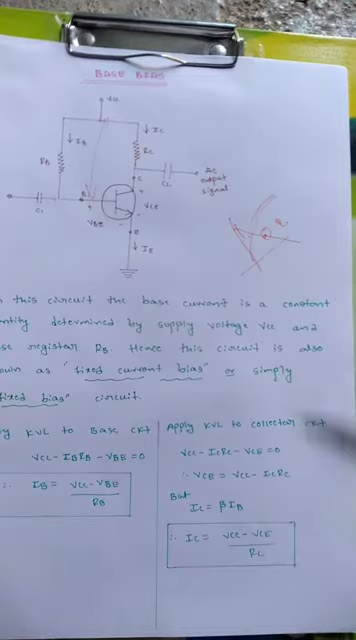 BASE BIAS
Vcc
↓ IB
↓ IC
RB
RC
C
C2
AC output signal
C1
B
+
+
VCE
VBE
-
-
E
↓ IE
Q
n this circuit the base current is a constant
antity determined by supply voltage Vcc and
se register RB. Hence this circuit is also
own as "fixed current bias" or simply
fixed bias" circuit.
ly KVL to Base CKT
VCC - IBRB - VBE = 0
∴ IB = VCC - VBE / RB
Apply KVL to collector CKT
VCC - ICRC - VCE = 0
∴ VCE = VCC - ICRC
But
IC = βIB
∴ IC = VCC - VCE / RC